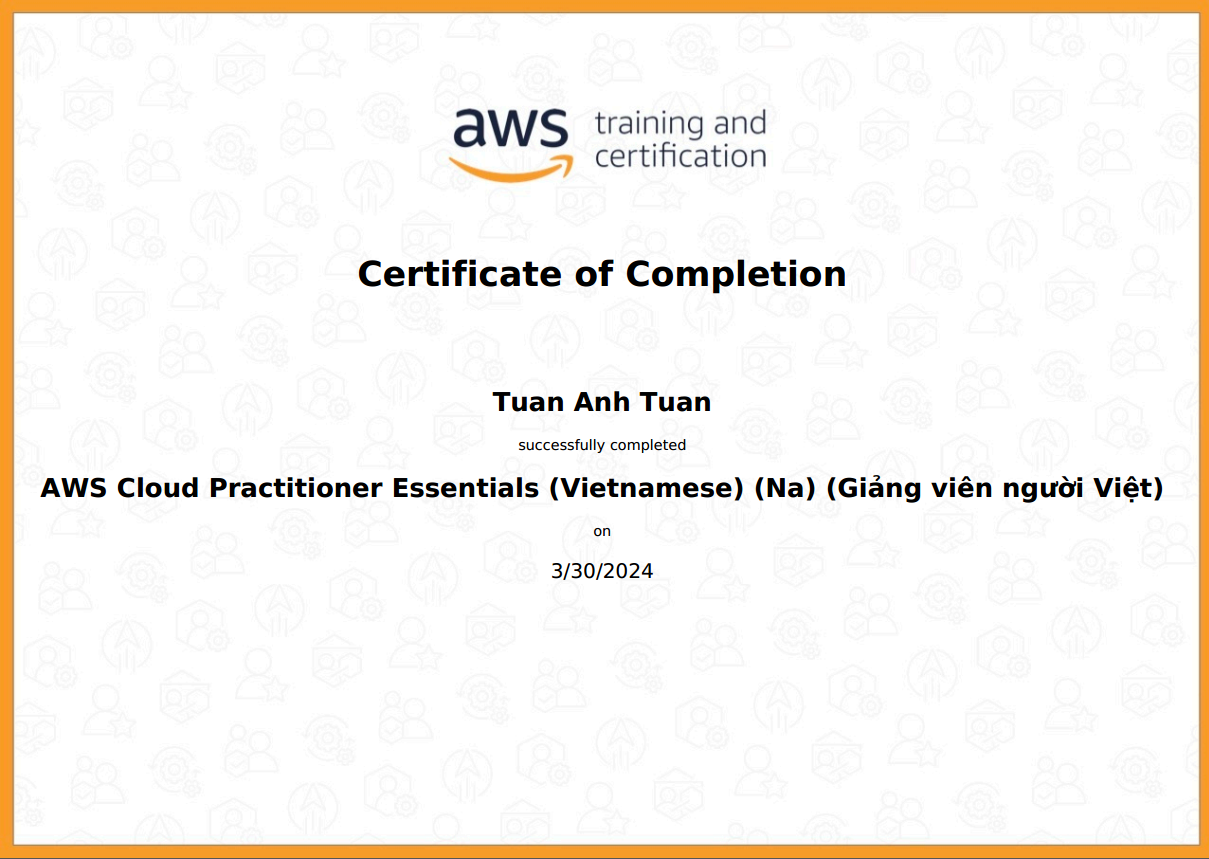 aws training and
certification
Certificate of Completion
Tuan Anh Tuan
successfully completed
AWS Cloud Practitioner Essentials (Vietnamese) (Na) (Giảng viên người Việt)
on
3/30/2024